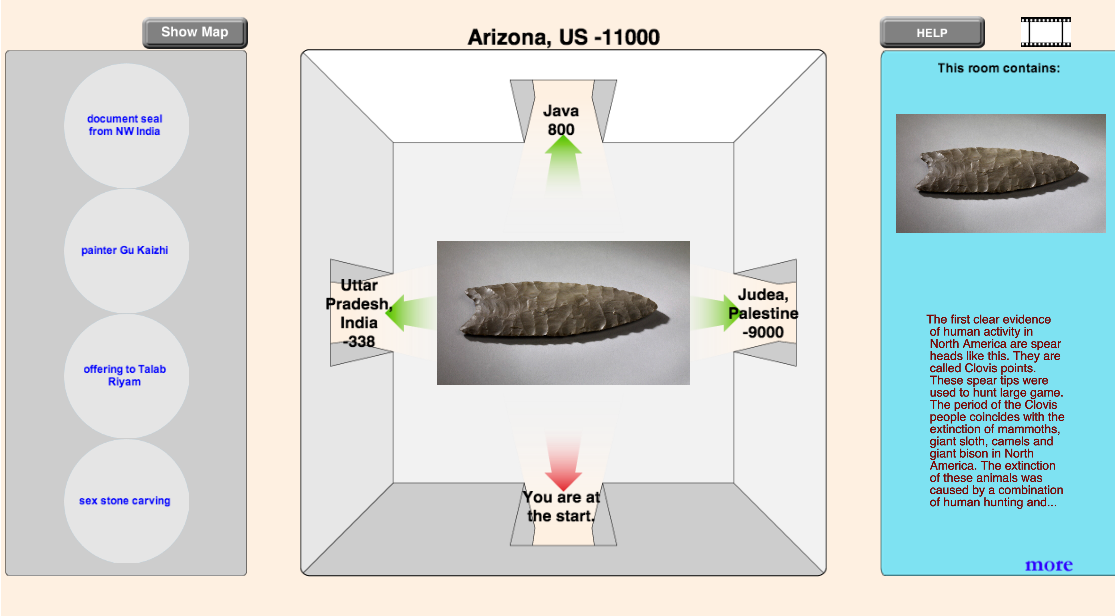 Show Map
document seal
from NW India
painter Gu Kaizhi
offering to Talab
Riyam
sex stone carving
Arizona, US -11000
Java
800
Uttar
Pradesh,
India
-338
Judea,
Palestine
-9000
You are at
the start.
HELP
This room contains:
The first clear evidence
of human activity in
North America are spear
heads like this. They are
called Clovis points.
These spear tips were
used to hunt large game.
The period of the Clovis
people coincides with the
extinction of mammoths,
giant sloth, camels and
giant bison in North
America. The extinction
of these animals was
caused by a combination
of human hunting and...
more